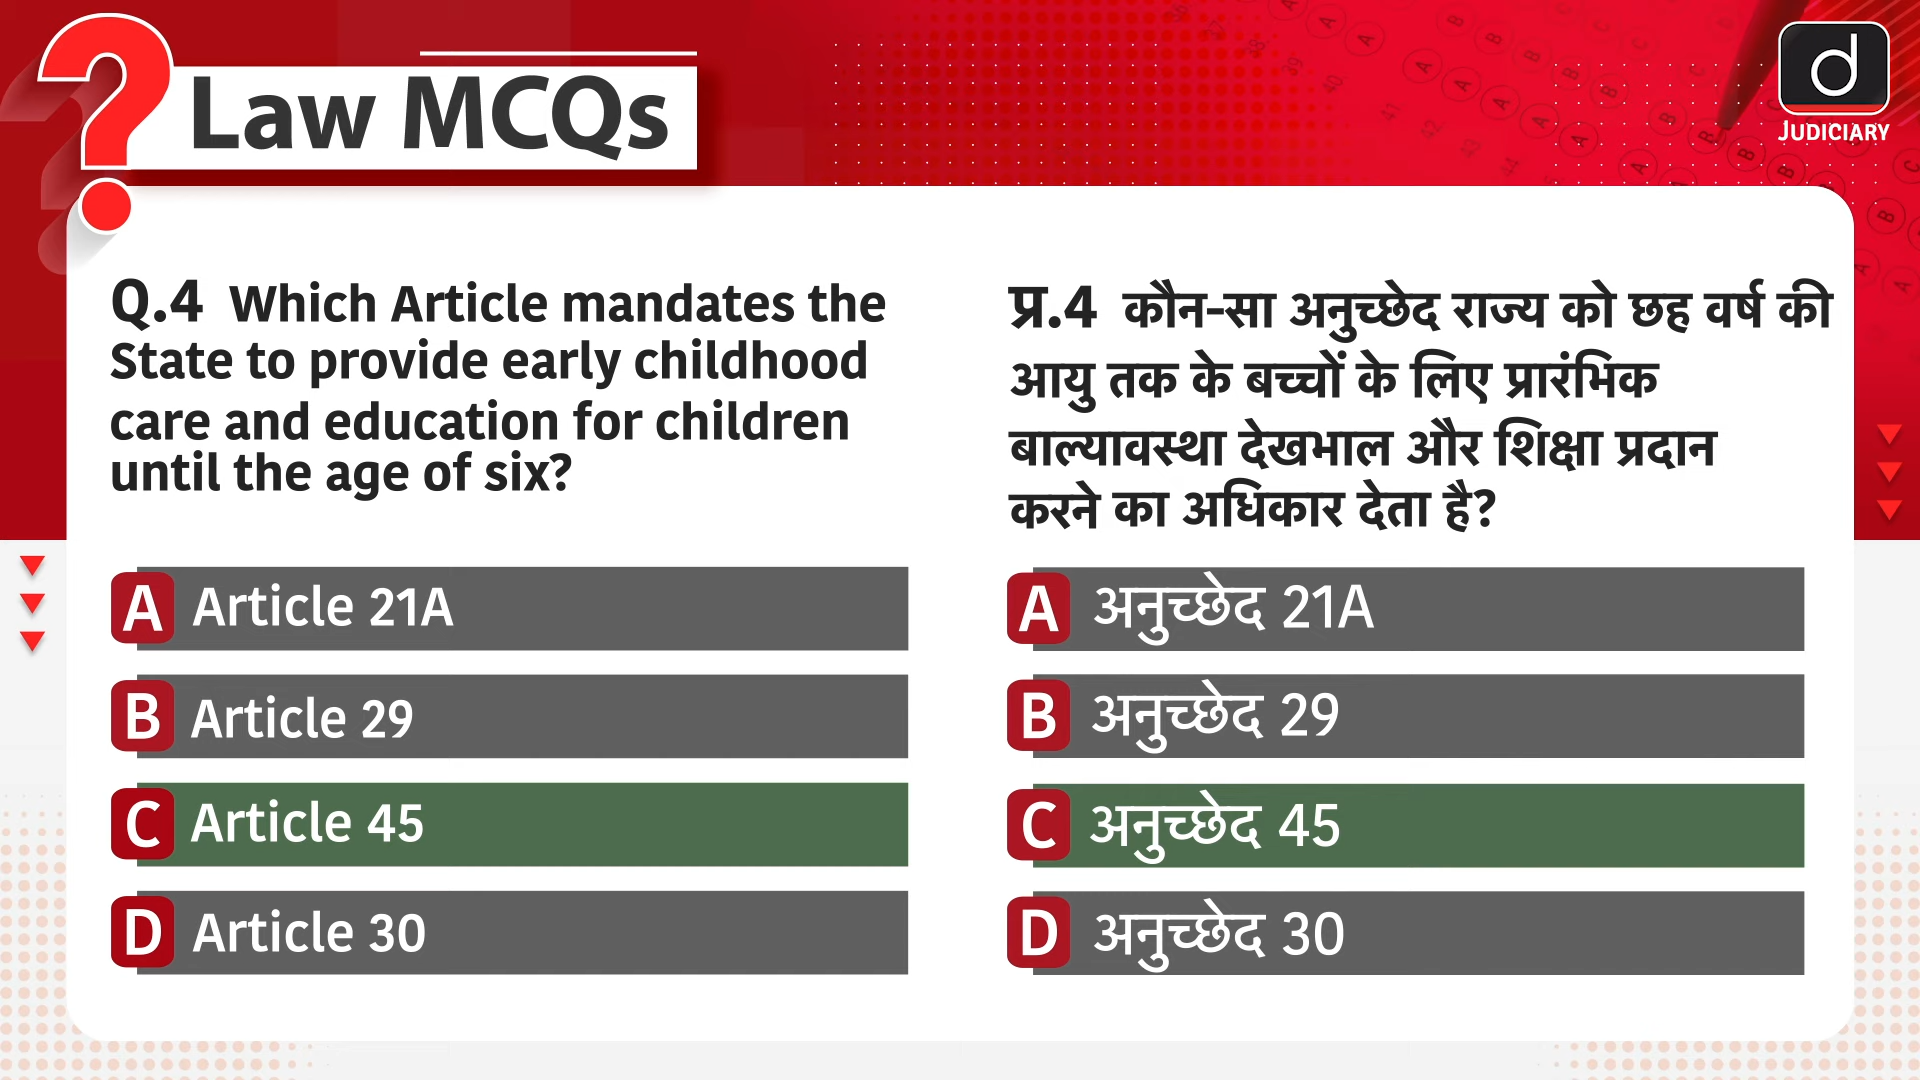 Law MCQs
d
JUDICIARY
Q.4 Which Article mandates the
State to provide early childhood
care and education for children
until the age of six?
A Article 21A
B Article 29
C Article 45
D Article 30
प्र.4 कौन-सा अनुच्छेद राज्य को छह वर्ष की
आयु तक के बच्चों के लिए प्रारंभिक
बाल्यावस्था देखभाल और शिक्षा प्रदान
करने का अधिकार देता है?
A अनुच्छेद 21A
B अनुच्छेद 29
C अनुच्छेद 45
D अनुच्छेद 30